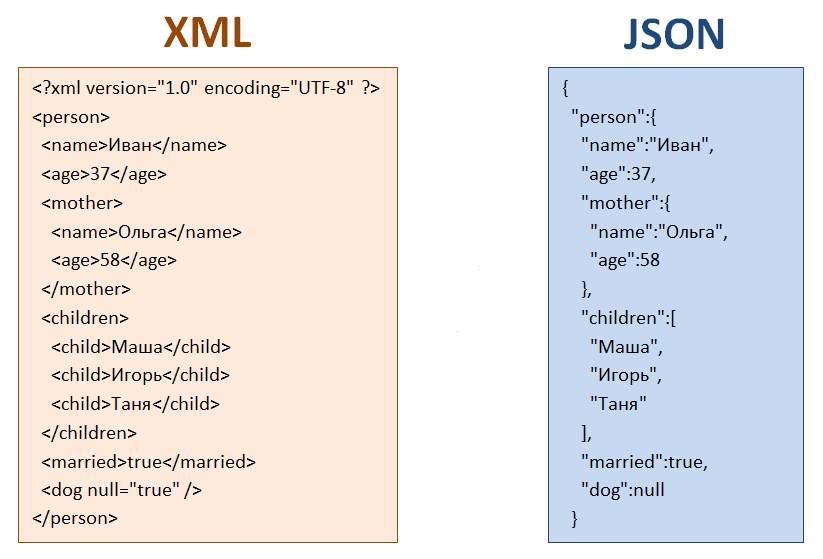 XML
<?xml version="1.0" encoding="UTF-8" ?>
<person>
<name>Иван</name>
<age>37</age>
<mother>
<name>Ольга</name>
<age>58</age>
</mother>
<children>
<child>Маша</child>
<child>Игорь</child>
<child>Таня</child>
</children>
<married>true</married>
<dog null="true" />
</person>
JSON
{
"person":{
"name":"Иван",
"age":37,
"mother":{
"name":"Ольга",
"age":58
},
"children":[
"Маша",
"Игорь",
"Таня"
],
"married":true,
"dog":null
}